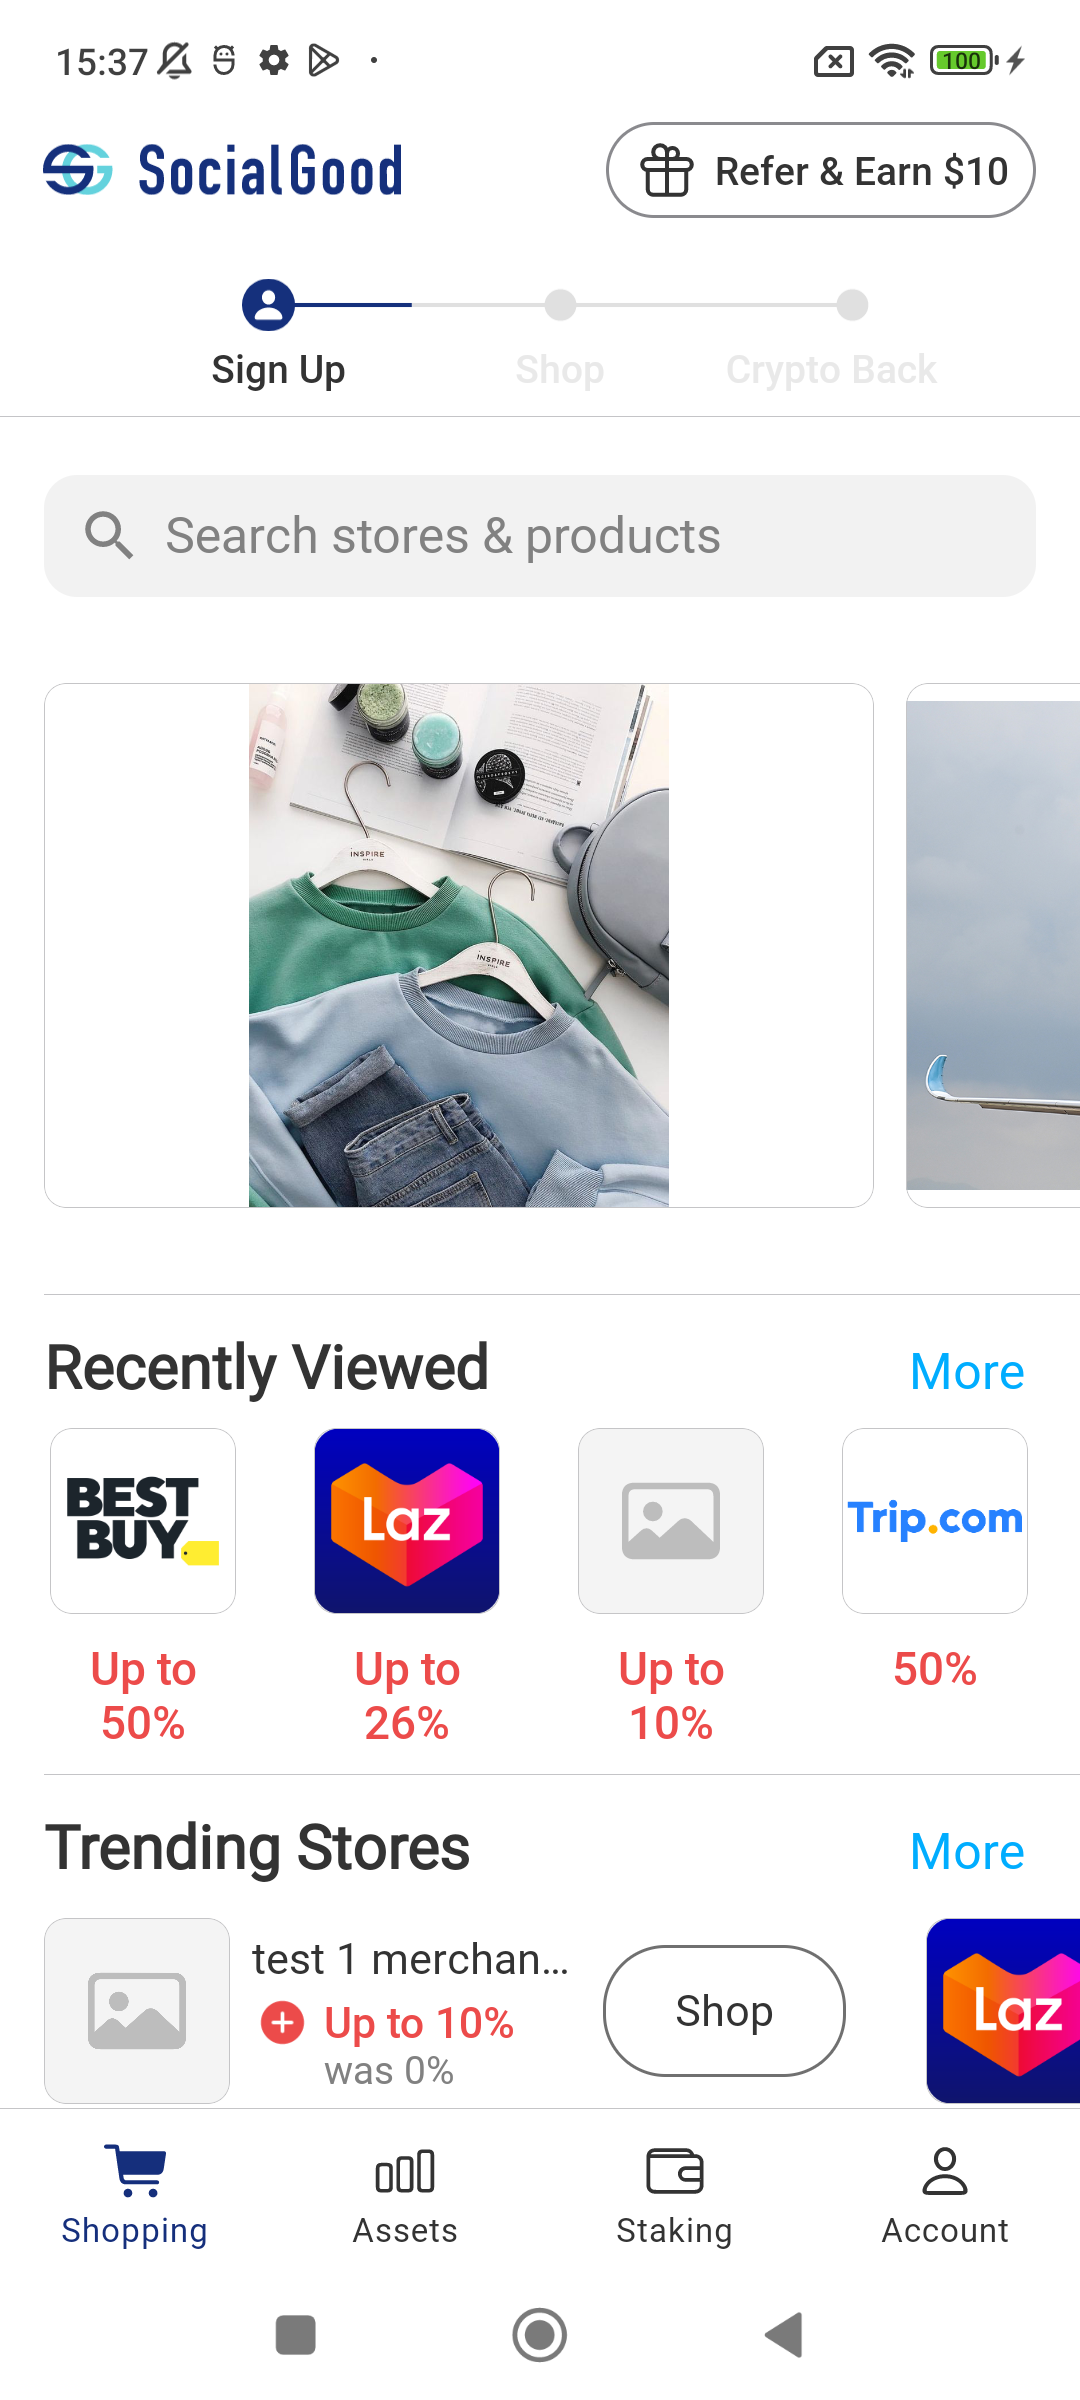 15:37
100
SocialGood
Refer & Earn $10
Sign Up
Shop
Crypto Back
Search stores & products
INSPIRE
INSPIRE
Recently Viewed
More
BEST
BUY
Laz
Trip.com
Up to
50%
Up to
26%
Up to
10%
50%
Trending Stores
More
test 1 merchan...
Up to 10%
was 0%
Shop
Laz
Shopping
Assets
Staking
Account